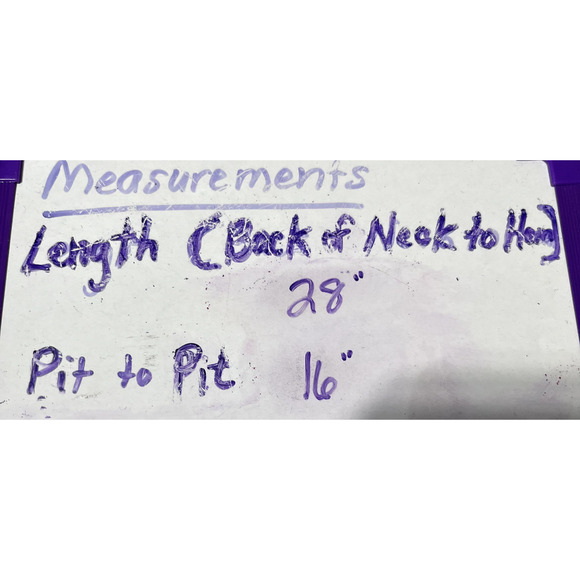 Measurements
Length (Back of Neck to Hem)
28"
Pit to Pit 16"